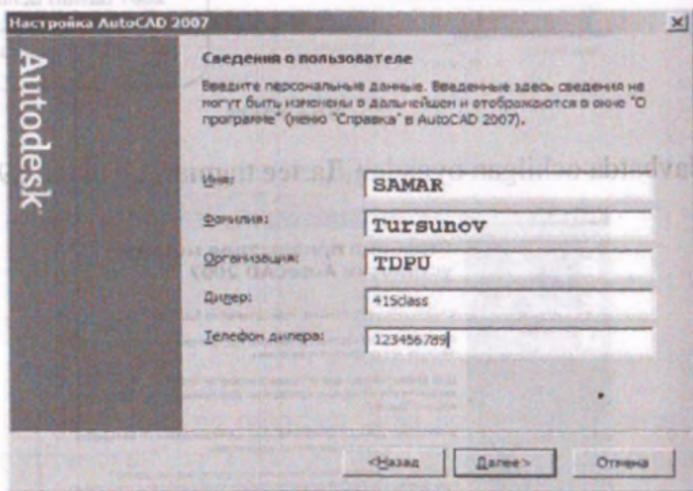 Настройка AutoCAD 2007
Autodesk
Сведения о пользователе
Введите персональные данные. Введенные здесь сведения не
могут быть изменены в дальнейшем и отображаются в окне "О
программе" (меню "Справка" в AutoCAD 2007).
Имя:
SAMAR
Фамилия:
Tursunov
Организация:
TDPU
Дилер:
415class
Телефон дилера:
123456789
<Назад
Далее>
Отмена